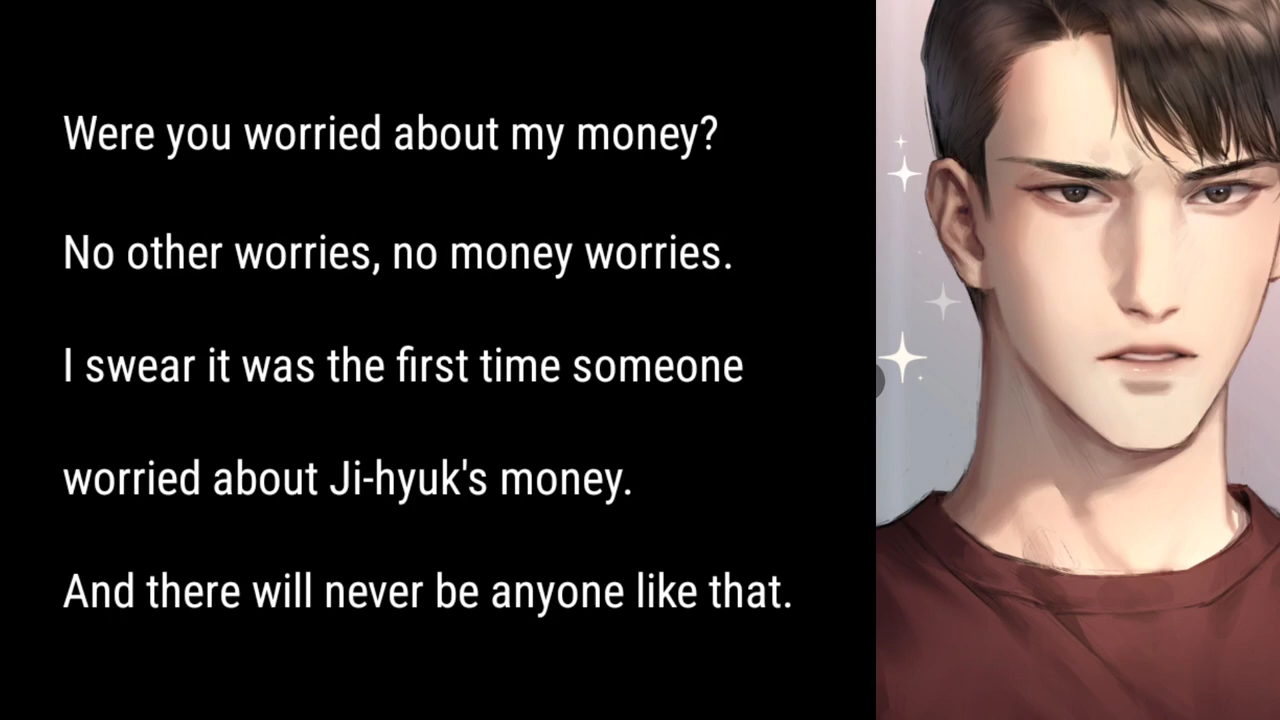 Were you worried about my money?
No other worries, no money worries.
I swear it was the first time someone
worried about Ji-hyuk's money.
And there will never be anyone like that.